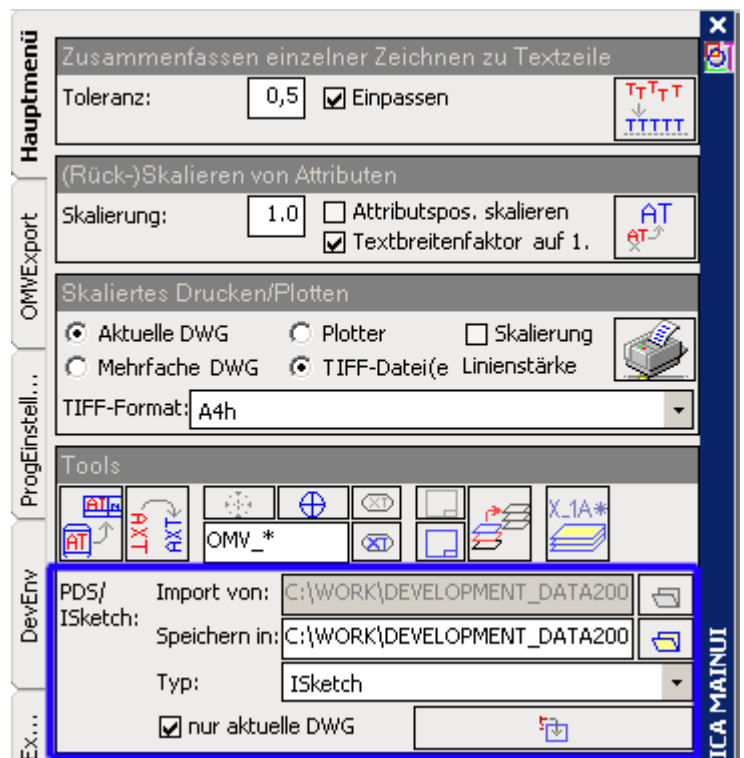 Hauptmenü
OMVExport
ProgEinstell...
DevEnv
Ex...
Zusammenfassen einzelner Zeichnen zu Textzeile
Toleranz: 0,5 Einpassen
(Rück-)Skalieren von Attributen
Skalierung: 1.0 Attributspos. skalieren
Textbreitenfaktor auf 1.
Skaliertes Drucken/Plotten
Aktuelle DWG Plotter Skalierung
Mehrfache DWG TIFF-Datei(e Linienstärke
TIFF-Format: A4h
Tools
X_1A*
OMV_*
PDS/
ISketch:
Import von: C:\WORK\DEVELOPMENT_DATA200
Speichern in: C:\WORK\DEVELOPMENT_DATA200
Typ: ISketch
nur aktuelle DWG
ICA MAINUI